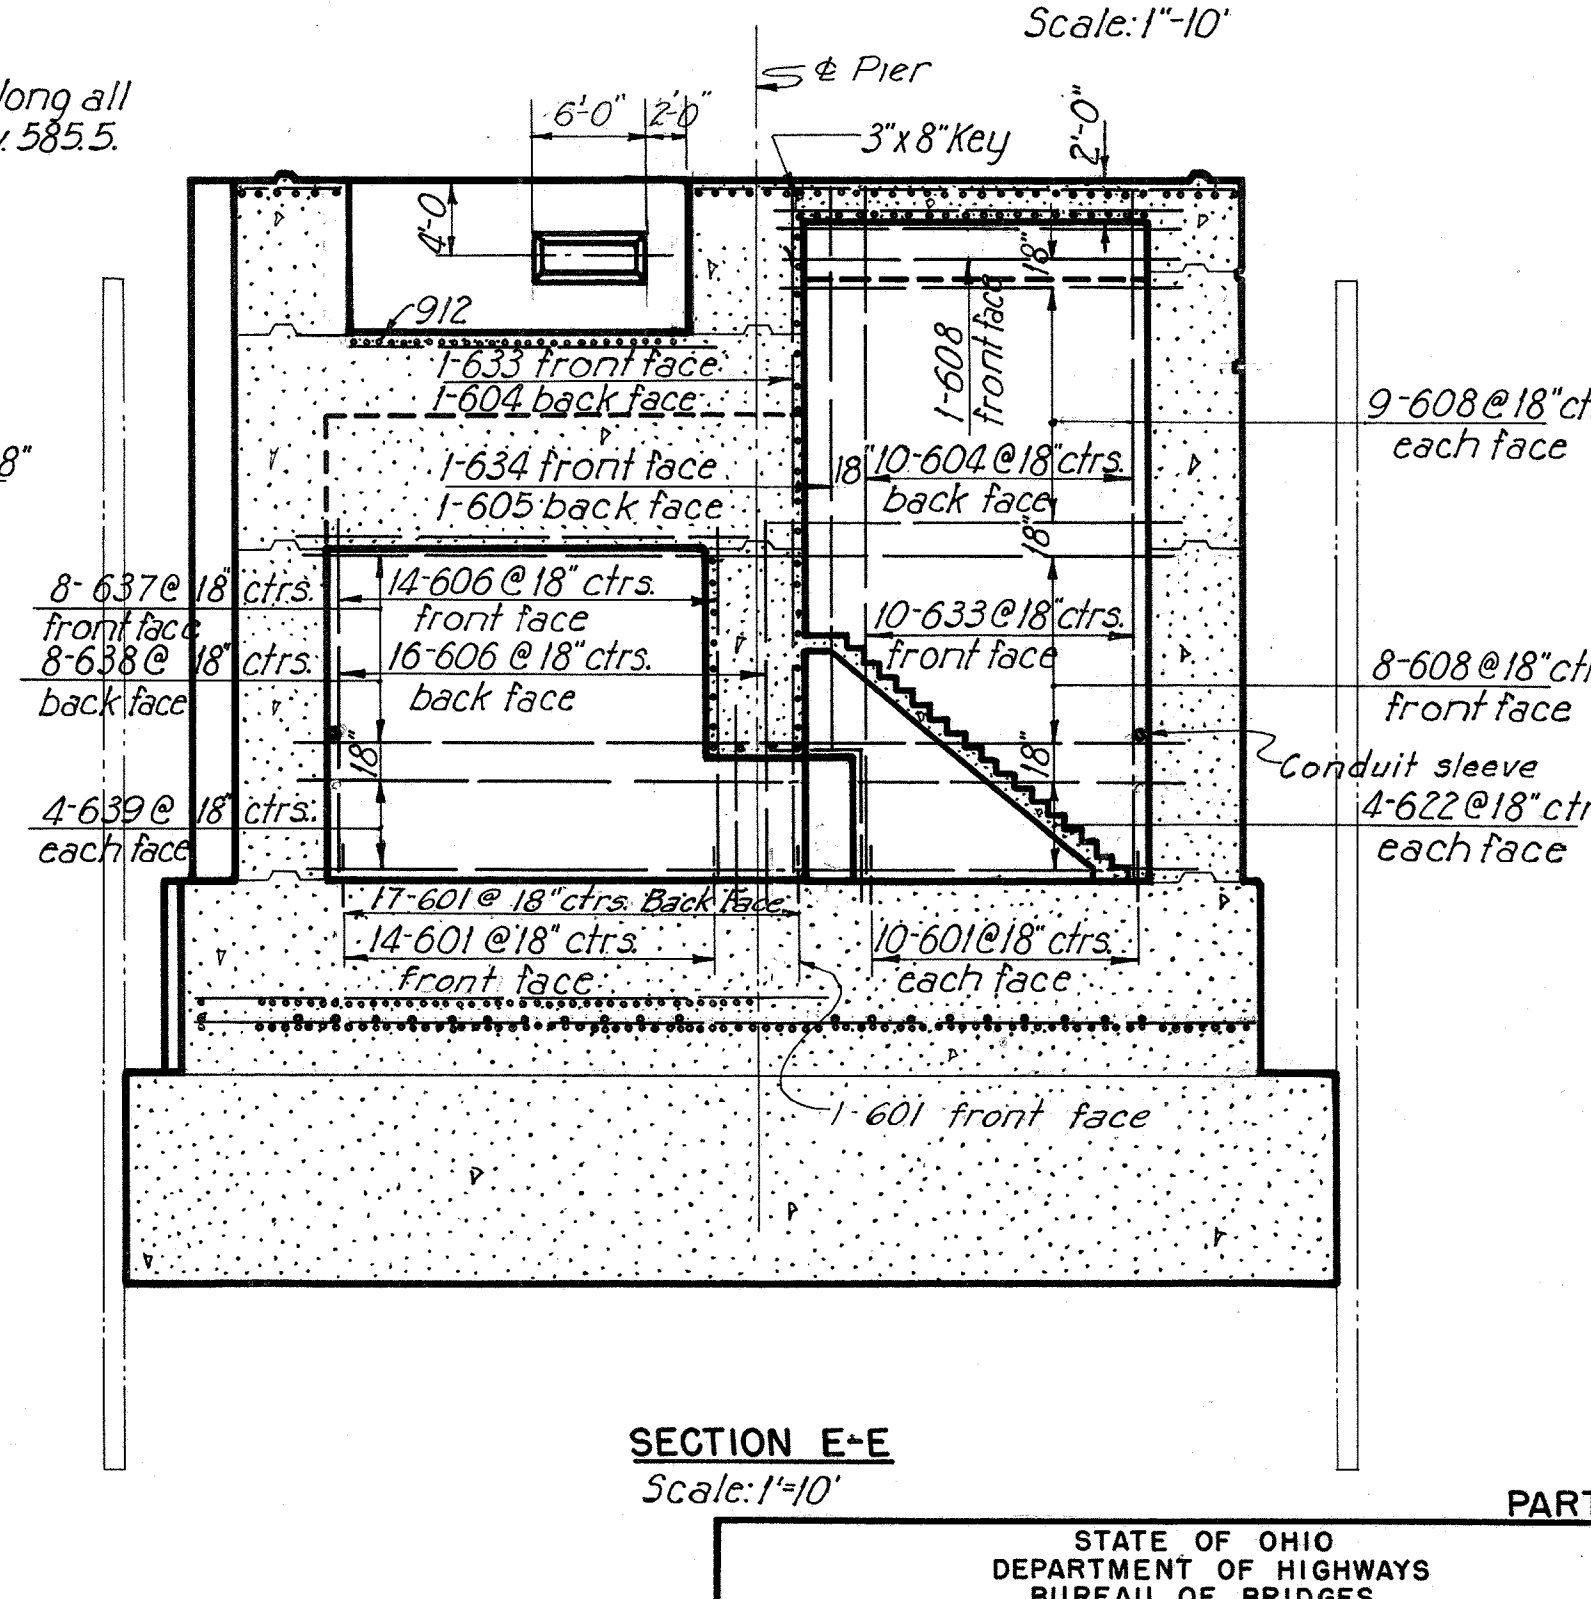 Scale: 1"-10'
long all
v. 585.5.
℄ Pier
6'-0"
2'-0"
3"x8" Key
2'-0"
4'-0
18"
912
1-608
front face
1-633 front face
1-604 back face
9-608@18"ct
each face
8"
1-634 front face
1-605 back face
18"
10-604@18"ctrs.
back face
18"
8-637@ 18" ctrs.
front face
14-606@18" ctrs.
front face
10-633@18"ctrs.
front face
8-638@ 18" ctrs.
back face
16-606@18"ctrs.
back face
8-608@18"ct
front face
18"
18"
Conduit sleeve
4-639@ 18" ctrs.
each face
4-622@18"ctr
each face
17-601@ 18"ctrs. Back Face
14-601@18" ctrs.
front face
10-601@18" ctrs.
each face
1-601 front face
SECTION E-E
Scale: 1'=10'
PART
STATE OF OHIO
DEPARTMENT OF HIGHWAYS
BUREAU OF BRIDGES